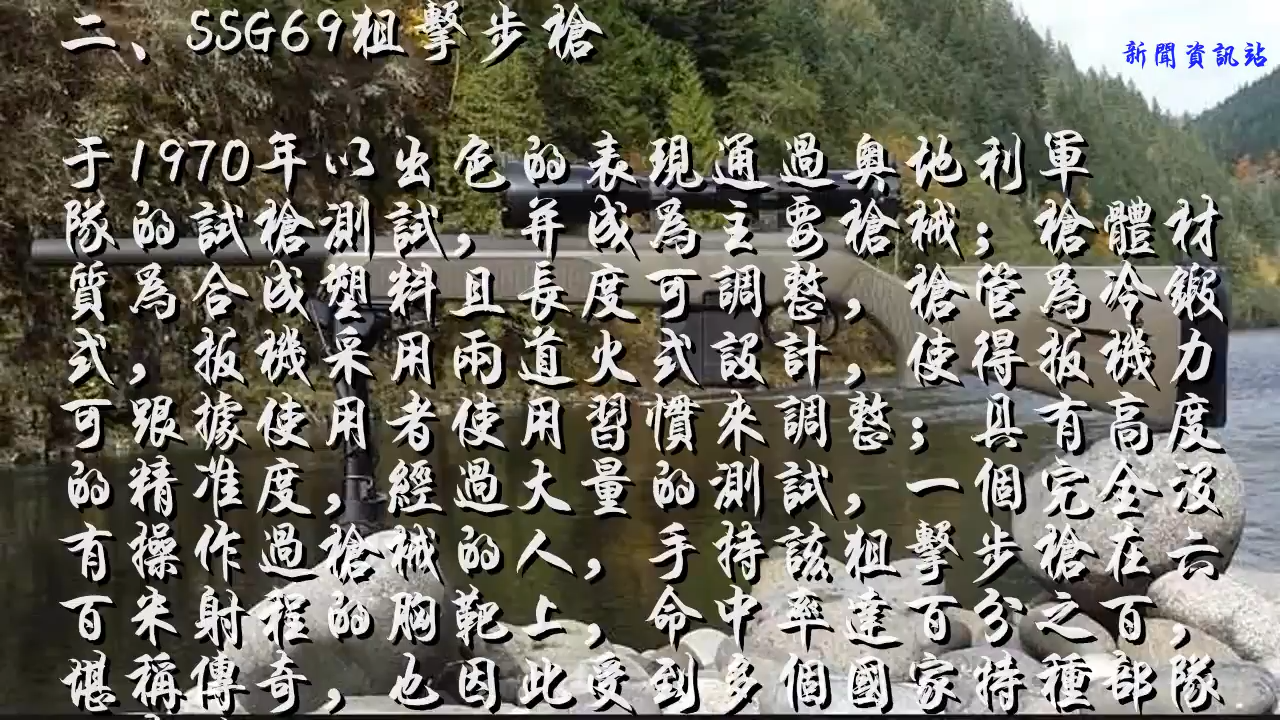 二、SSG69狙擊步槍
新聞資訊站
于1970年以出色的表現通過奧地利軍
隊的試槍測試，并成為主要槍械；槍體材
質為合成塑料且長度可調整，槍管為冷鍛
式，扳機采用兩道火式設計，使得扳機力
可跟據使用者使用習慣來調整；具有高度
的精准度，經過大量的測試，一個完全沒
有操作過槍械的人，手持該狙擊步槍在六
百米射程的胸靶上，命中率達百分之百，
堪稱傳奇，也因此受到多個國家特種部隊